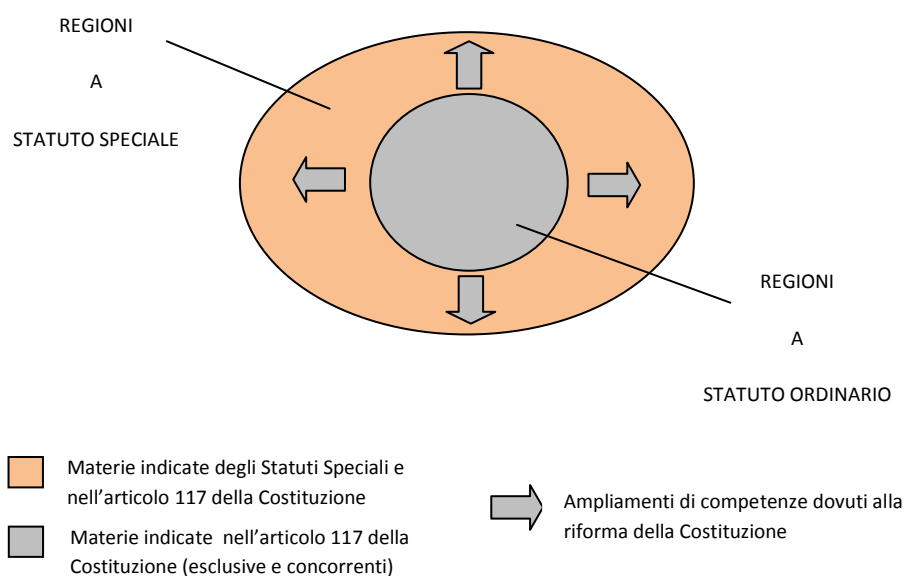 REGIONI
A
STATUTO SPECIALE
REGIONI
A
STATUTO ORDINARIO
Materie indicate degli Statuti Speciali e
nell’articolo 117 della Costituzione
Materie indicate nell’articolo 117 della
Costituzione (esclusive e concorrenti)
Ampliamenti di competenze dovuti alla
riforma della Costituzione